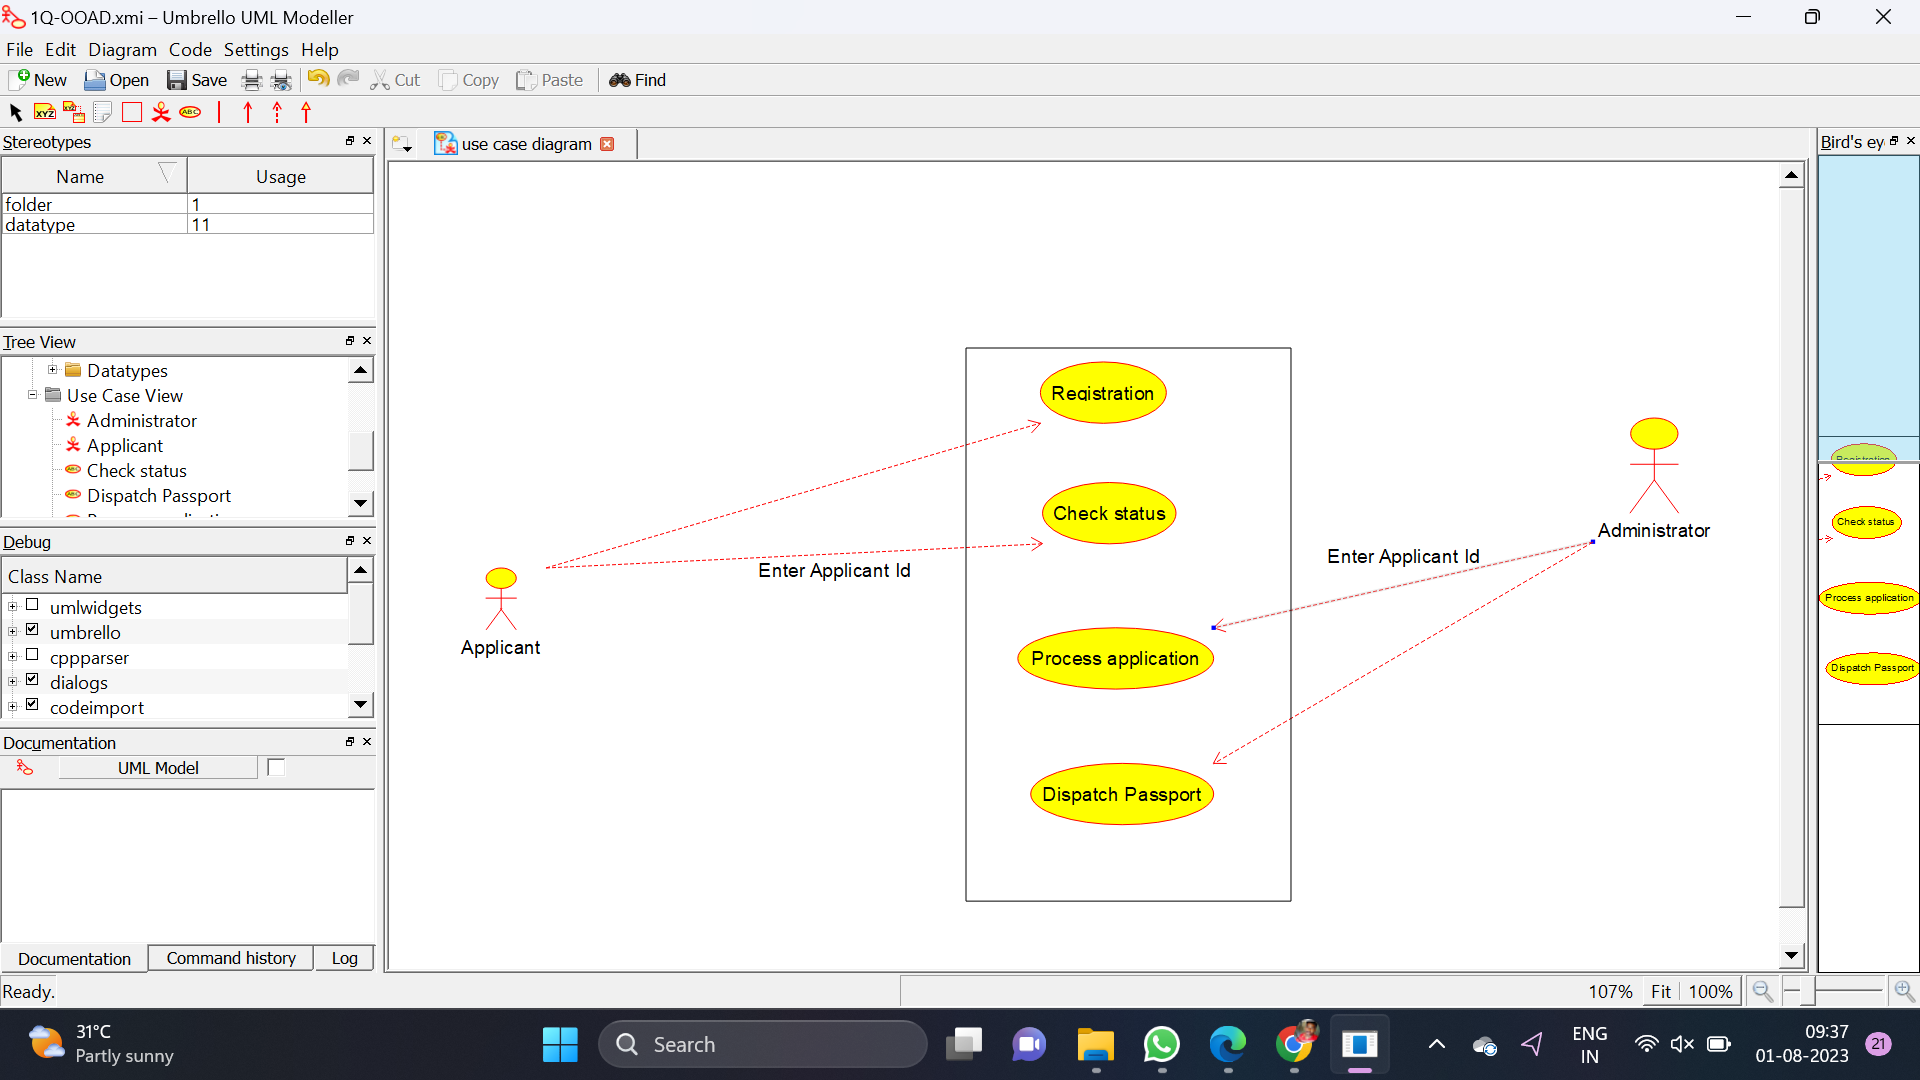 1Q-OOAD.xmi – Umbrello UML Modeller
File Edit Diagram Code Settings Help
New Open Save Cut Copy Paste Find
XYZ XYZ ABC
Stereotypes
Name Usage
folder 1
datatype 11
Tree View
Datatypes
Use Case View
Administrator
Applicant
Check status
Dispatch Passport
Debug
Class Name
umlwidgets
umbrello
cppparser
dialogs
codeimport
Documentation
UML Model
Documentation Command history Log
Ready.
use case diagram
Registration
Check status
Enter Applicant Id
Applicant
Process application
Dispatch Passport
Enter Applicant Id
Administrator
Bird's ey
Registration
Check status
Process application
Dispatch Passport
107% Fit 100%
31°C
Partly sunny
Search
ENG
IN
09:37
01-08-2023
21